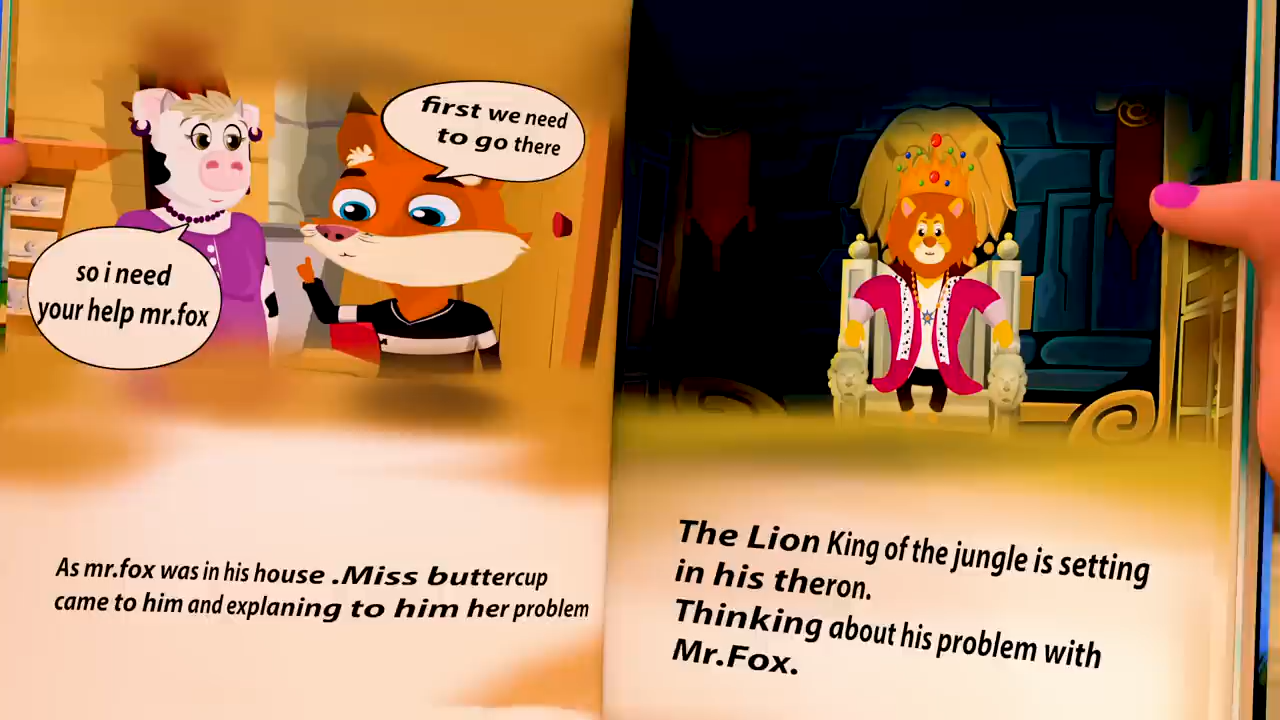 first we need
to go there
so i need
your help mr.fox
As mr.fox was in his house .Miss buttercup
came to him and explaning to him her problem
The Lion King of the jungle is setting
in his theron.
Thinking about his problem with
Mr.Fox.